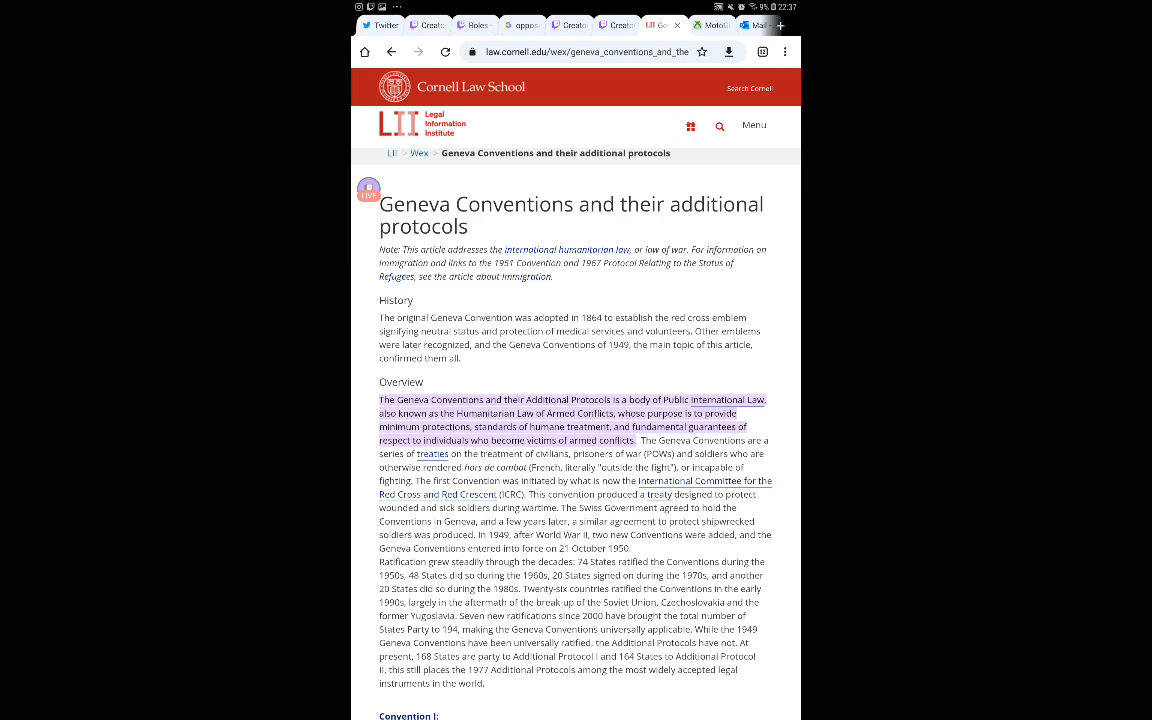 9% 22:37
Twitter
Creato
Roles -
oppos
Creato
Creato
LII Ge
MotoG
Mail
law.cornell.edu/wex/geneva_conventions_and_the
32
Cornell Law School
Search Cornell
LII Legal Information Institute
Menu
LII > Wex > Geneva Conventions and their additional protocols
LIVE
Geneva Conventions and their additional
protocols
Note: This article addresses the international humanitarian law, or law of war. For information on
immigration and links to the 1951 Convention and 1967 Protocol Relating to the Status of
Refugees, see the article about Immigration.
History
The original Geneva Convention was adopted in 1864 to establish the red cross emblem
signifying neutral status and protection of medical services and volunteers. Other emblems
were later recognized, and the Geneva Conventions of 1949, the main topic of this article,
confirmed them all.
Overview
The Geneva Conventions and their Additional Protocols is a body of Public International Law,
also known as the Humanitarian Law of Armed Conflicts, whose purpose is to provide
minimum protections, standards of humane treatment, and fundamental guarantees of
respect to individuals who become victims of armed conflicts. The Geneva Conventions are a
series of treaties on the treatment of civilians, prisoners of war (POWs) and soldiers who are
otherwise rendered hors de combat (French, literally "outside the fight"), or incapable of
fighting. The first Convention was initiated by what is now the International Committee for the
Red Cross and Red Crescent (ICRC). This convention produced a treaty designed to protect
wounded and sick soldiers during wartime. The Swiss Government agreed to hold the
Conventions in Geneva, and a few years later, a similar agreement to protect shipwrecked
soldiers was produced. In 1949, after World War II, two new Conventions were added, and the
Geneva Conventions entered into force on 21 October 1950.
Ratification grew steadily through the decades: 74 States ratified the Conventions during the
1950s, 48 States did so during the 1960s, 20 States signed on during the 1970s, and another
20 States did so during the 1980s. Twenty-six countries ratified the Conventions in the early
1990s, largely in the aftermath of the break-up of the Soviet Union, Czechoslovakia and the
former Yugoslavia. Seven new ratifications since 2000 have brought the total number of
States Party to 194, making the Geneva Conventions universally applicable. While the 1949
Geneva Conventions have been universally ratified, the Additional Protocols have not. At
present, 168 States are party to Additional Protocol I and 164 States to Additional Protocol
II, this still places the 1977 Additional Protocols among the most widely accepted legal
instruments in the world.
Convention I: